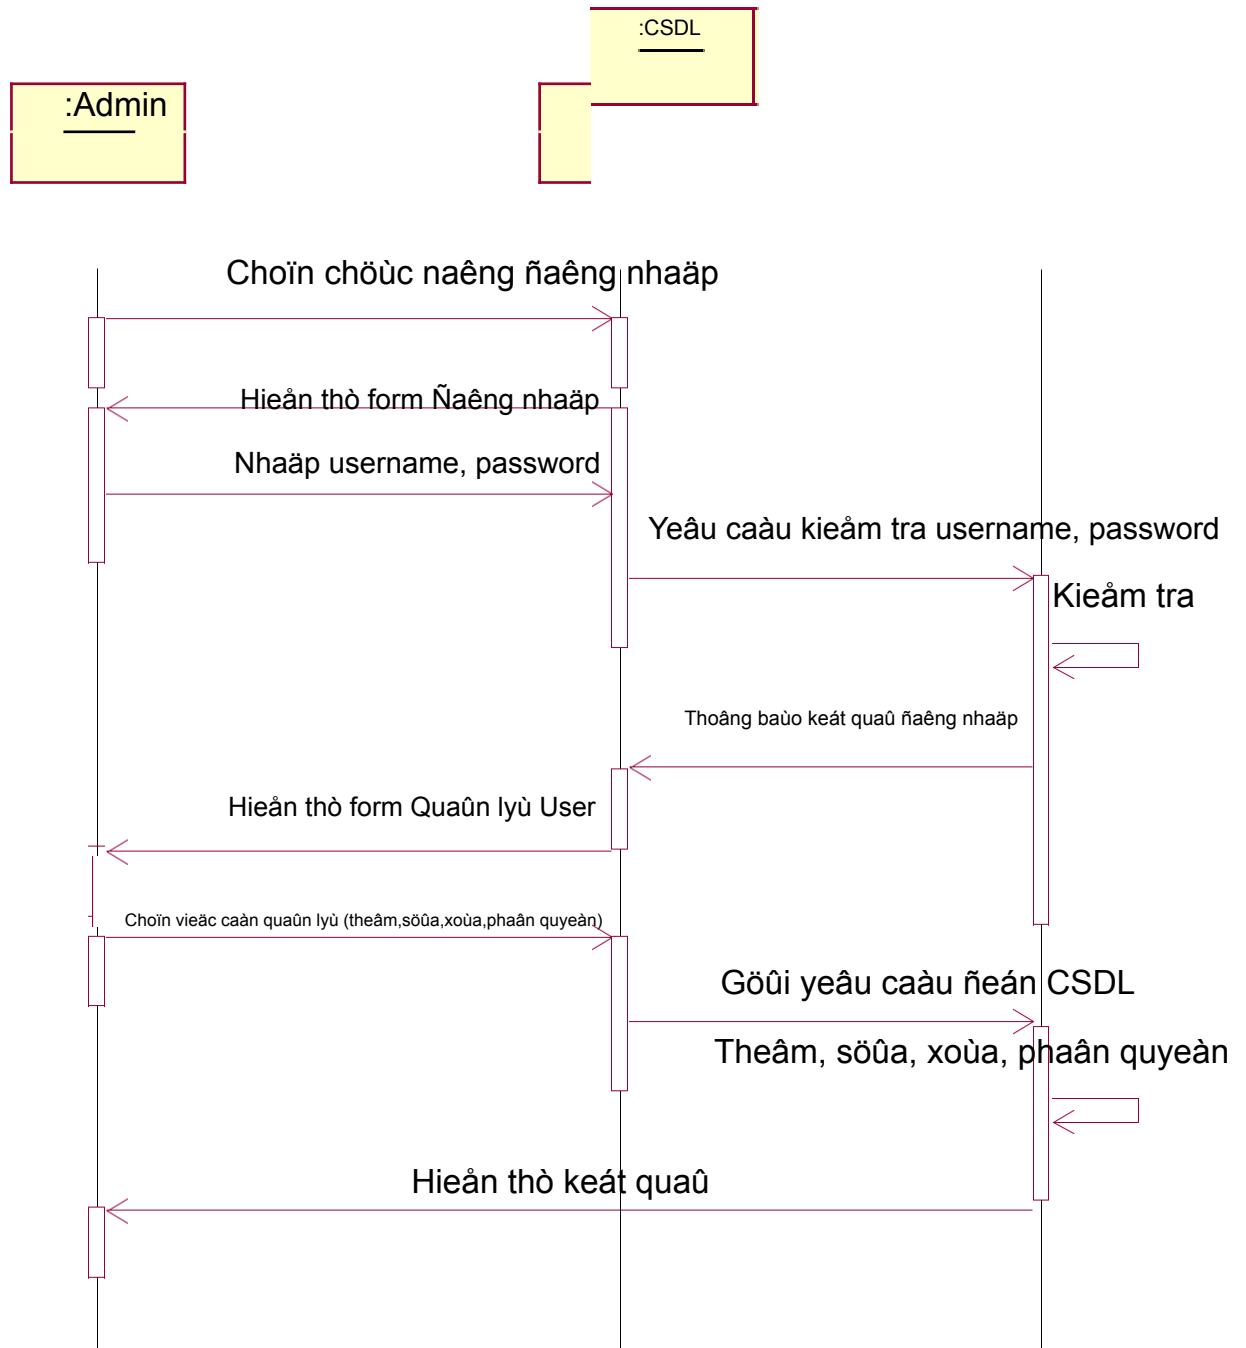 :CSDL
:Admin
Choïn chöùc naêng ñaêng nhaäp
Hieån thò form Ñaêng nhaäp
Nhaäp username, password
Yeâu caàu kieåm tra username, password
Kieåm tra
Thoâng baùo keát quaû ñaêng nhaäp
Hieån thò form Quaûn lyù User
Choïn vieäc caàn quaûn lyù (theâm,söûa,xoùa,phaân quyeàn)
Göûi yeâu caàu ñeán CSDL
Theâm, söûa, xoùa, phaân quyeàn
Hieån thò keát quaû